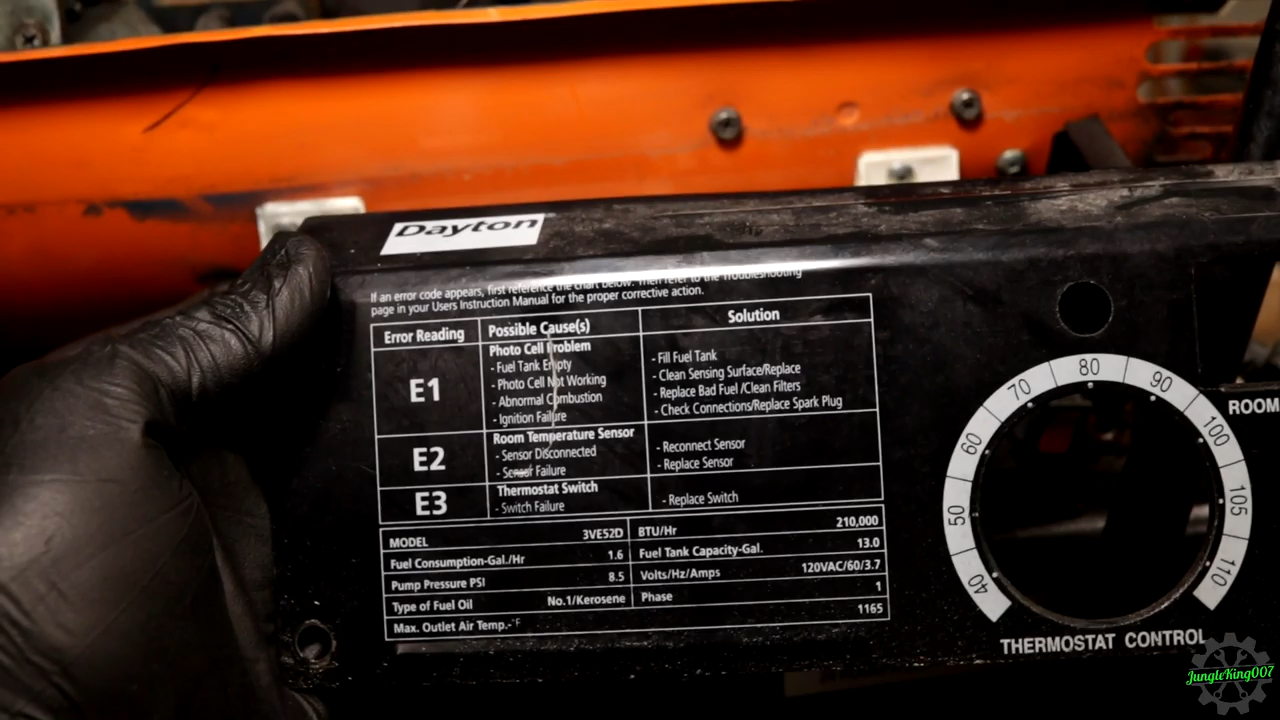 Dayton
If an error code appears, first reference the chart below. Then refer to the Troubleshooting
page in your Users Instruction Manual for the proper corrective action.
Error Reading Possible Cause(s) Solution
E1
Photo Cell Problem
- Fuel Tank Empty
- Photo Cell Not Working
- Abnormal Combustion
- Ignition Failure
- Fill Fuel Tank
- Clean Sensing Surface/Replace
- Replace Bad Fuel /Clean Filters
- Check Connections/Replace Spark Plug
E2
Room Temperature Sensor
- Sensor Disconnected
- Sensor Failure
- Reconnect Sensor
- Replace Sensor
E3
Thermostat Switch
- Switch Failure
- Replace Switch
MODEL 3VE52D BTU/Hr 210,000
Fuel Consumption-Gal./Hr 1.6 Fuel Tank Capacity-Gal. 13.0
Pump Pressure PSI 8.5 Volts/Hz/Amps 120VAC/60/3.7
Type of Fuel Oil No.1/Kerosene Phase 1
Max. Outlet Air Temp.-°F 1165
40 50 60 70 80 90 100 105 110
ROOM
THERMOSTAT CONTROL
JungleKing007